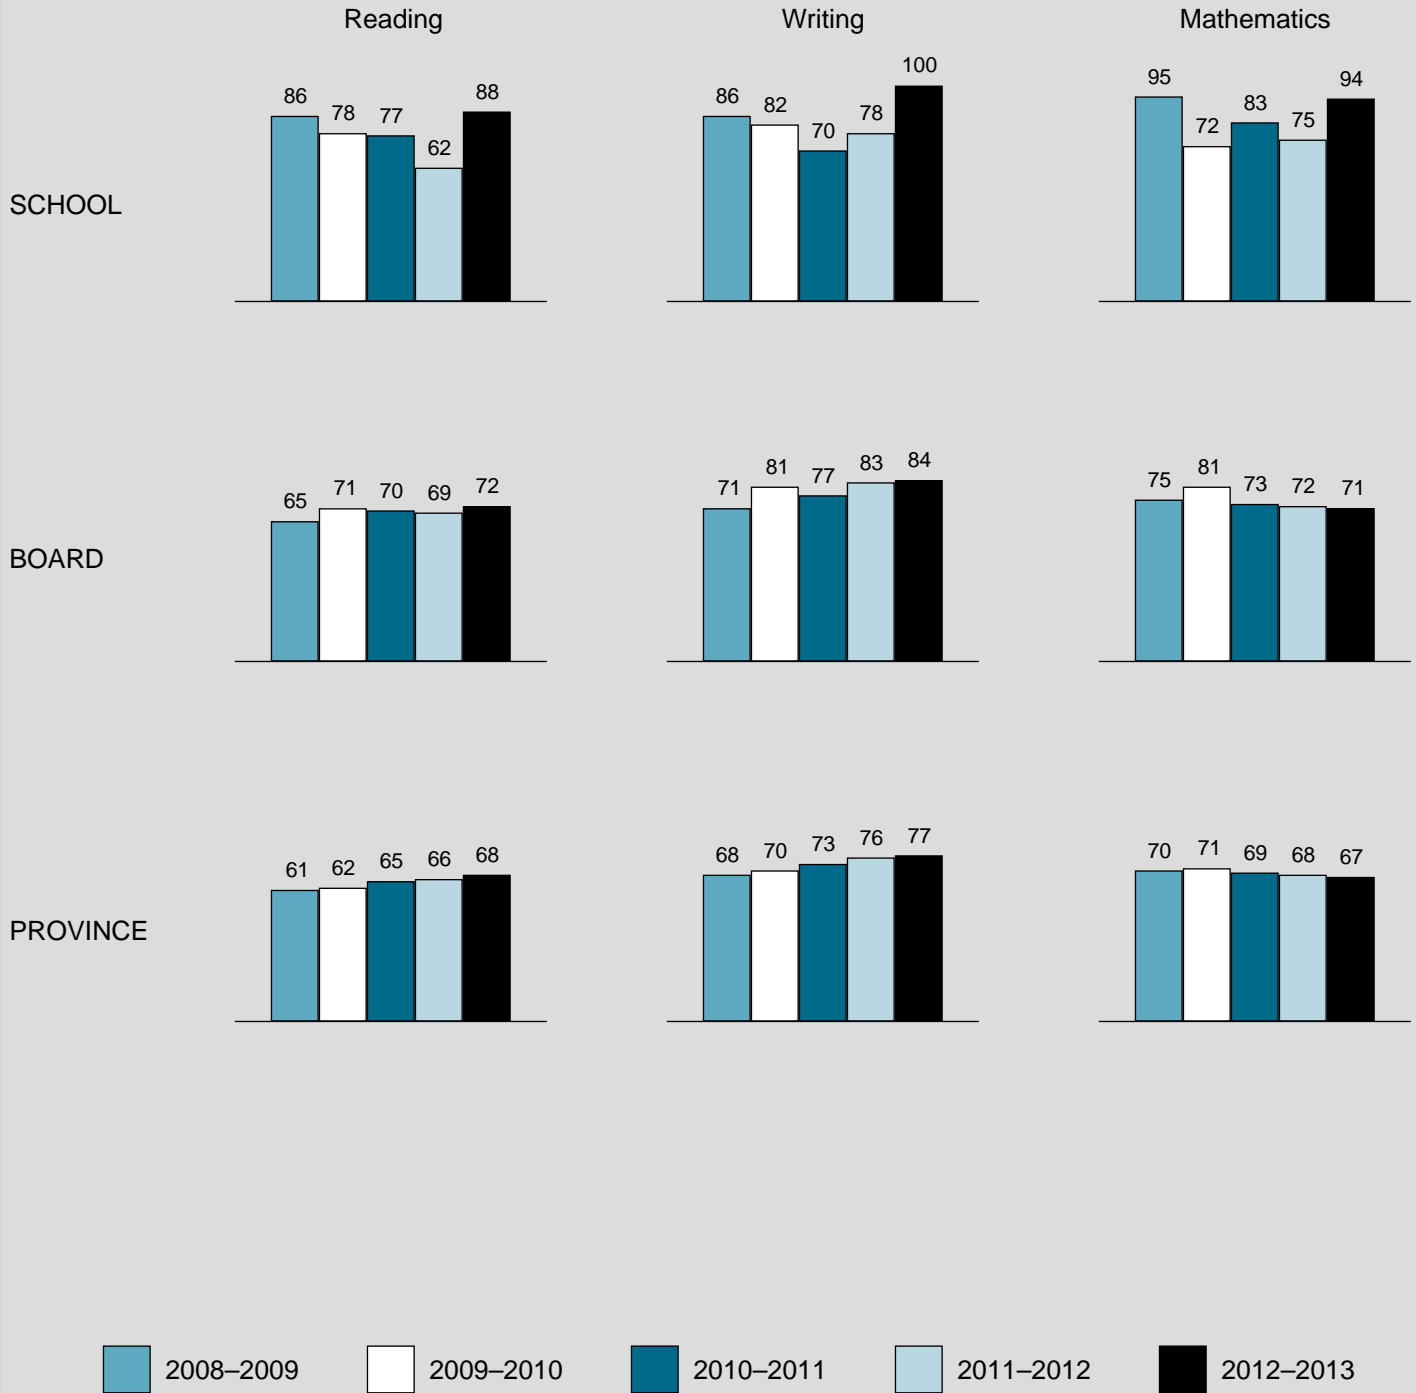 Reading Writing Mathematics
86 78 77 62 88 86 82 70 78 100 95 72 83 75 94
SCHOOL
65 71 70 69 72 71 81 77 83 84 75 81 73 72 71
BOARD
61 62 65 66 68 68 70 73 76 77 70 71 69 68 67
PROVINCE
2008–2009 2009–2010 2010–2011 2011–2012 2012–2013